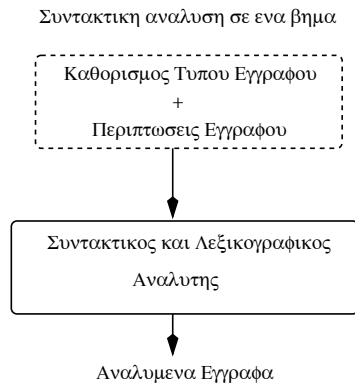 Συντακτικη αναλυση σε ενα βημα
Καθορισμος Τυπου Εγγραφου
+
Περιπτωσεις Εγγραφου
Συντακτικος και Λεξικογραφικος
Αναλυτης
Αναλυμενα Εγγραφα